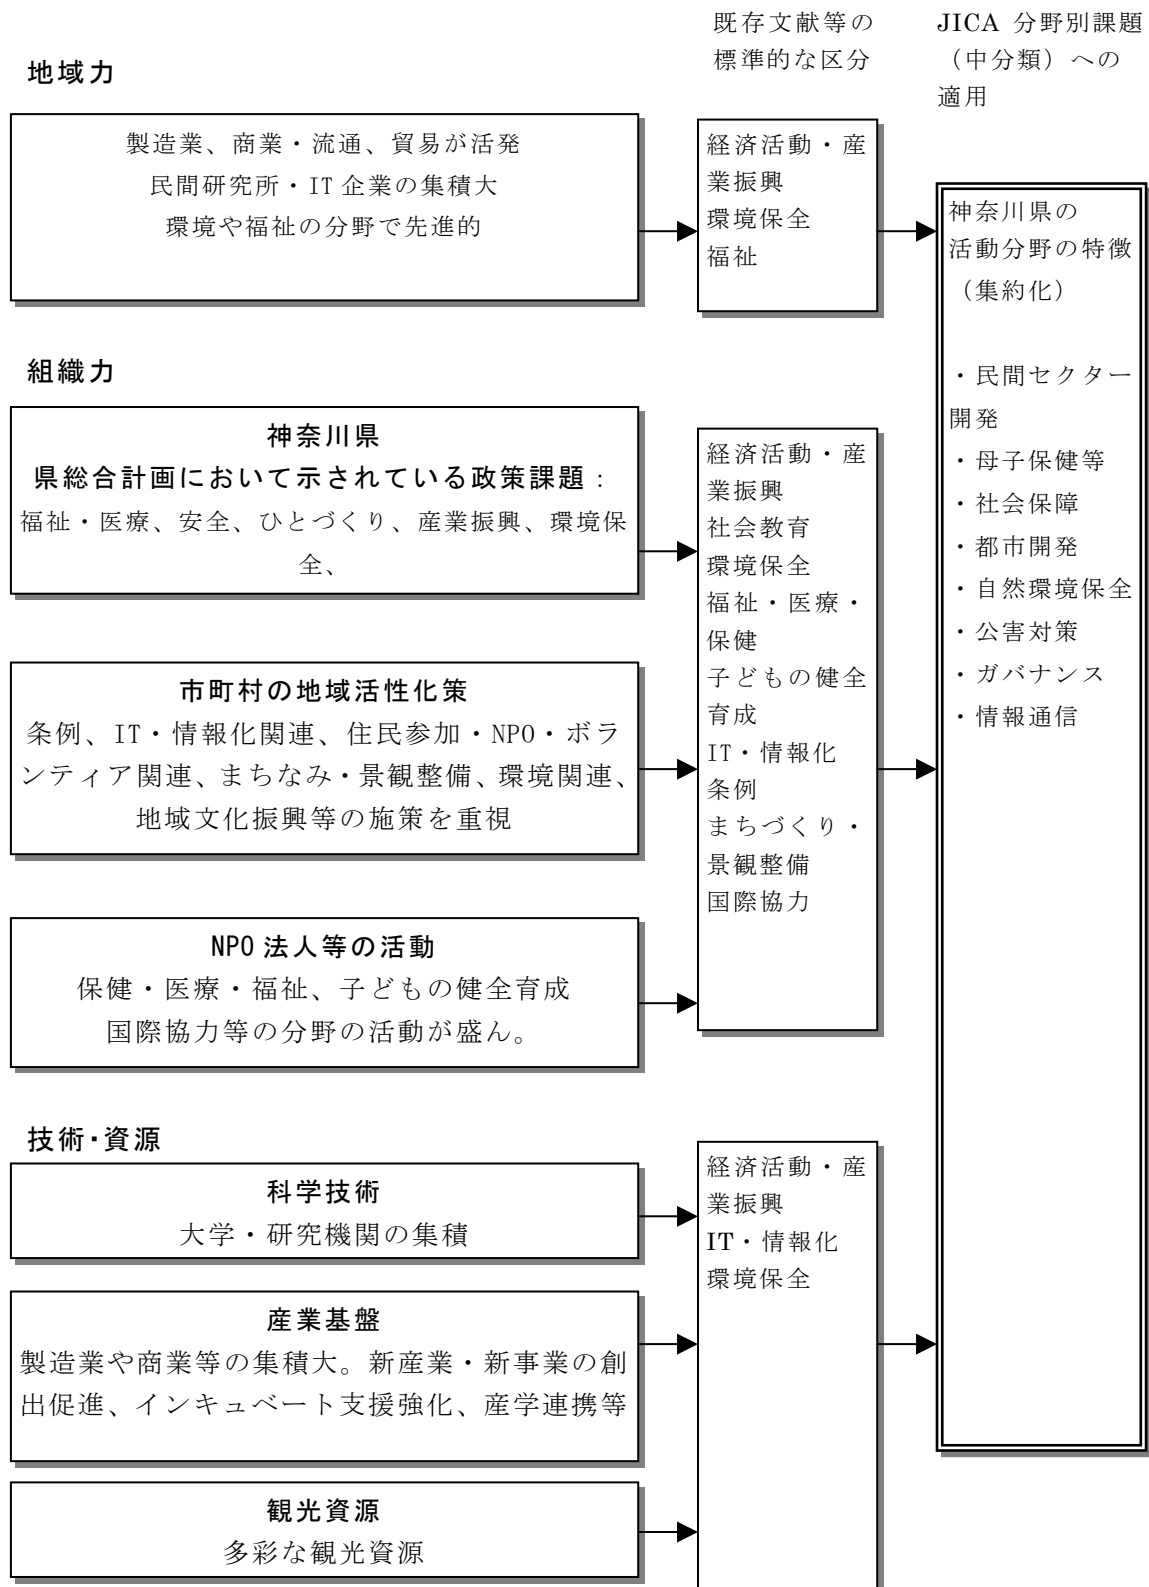 既存文献等の
標準的な区分
JICA 分野別課題
（中分類）への
適用
地域力
製造業、商業・流通、貿易が活発
民間研究所・IT 企業の集積大
環境や福祉の分野で先進的
経済活動・産
業振興
環境保全
福祉
神奈川県の
活動分野の特徴
（集約化）
・民間セクター
開発
・母子保健等
・社会保障
・都市開発
・自然環境保全
・公害対策
・ガバナンス
・情報通信
組織力
神奈川県
県総合計画において示されている政策課題：
福祉・医療、安全、ひとづくり、産業振興、環境保
全、
市町村の地域活性化策
条例、IT・情報化関連、住民参加・NPO・ボラ
ンティア関連、まちなみ・景観整備、環境関連、
地域文化振興等の施策を重視
NPO 法人等の活動
保健・医療・福祉、子どもの健全育成
国際協力等の分野の活動が盛ん。
経済活動・産
業振興
社会教育
環境保全
福祉・医療・
保健
子どもの健全
育成
IT・情報化
条例
まちづくり・
景観整備
国際協力
技術・資源
科学技術
大学・研究機関の集積
産業基盤
製造業や商業等の集積大。新産業・新事業の創
出促進、インキュベート支援強化、産学連携等
観光資源
多彩な観光資源
経済活動・産
業振興
IT・情報化
環境保全